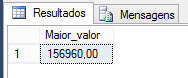 Resultados Mensagens
Maior_valor
1 156960,00